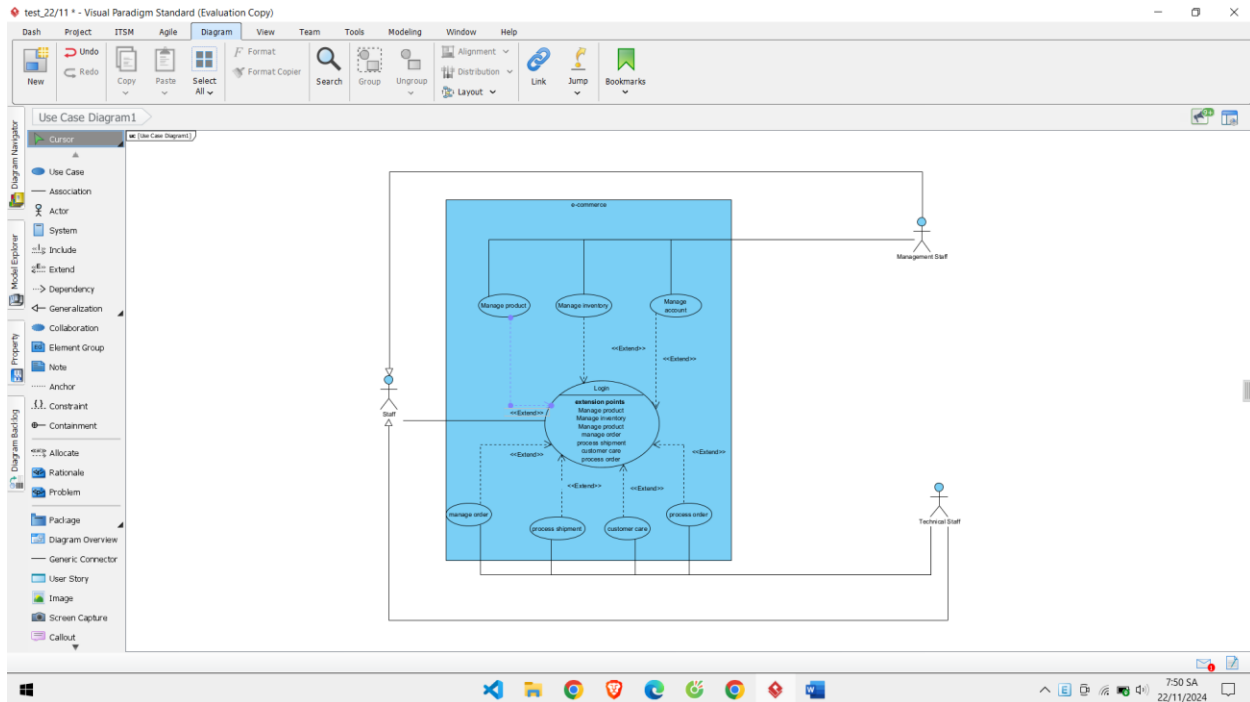 test_22/11 * - Visual Paradigm Standard (Evaluation Copy)
Dash Project ITSM Agile Diagram View Team Tools Modeling Window Help
New
Undo
Redo
Copy
Paste
Select
All
Format
Format Copier
Search
Group
Ungroup
Alignment
Distribution
Layout
Link
Jump
Bookmarks
Use Case Diagram1
Diagram Navigator
Model Explorer
Property
Diagram Backlog
Cursor
Use Case
Association
Actor
System
Include
Extend
Dependency
Generalization
Collaboration
Element Group
Note
Anchor
Constraint
Containment
Allocate
Rationale
Problem
Package
Diagram Overview
Generic Connector
User Story
Image
Screen Capture
Callout
uc [Use Case Diagram1]
e-commerce
Management Staff
Manage product
Manage inventory
Manage
account
<<Extend>>
<<Extend>>
Staff
<<Extend>>
Login
extension points
Manage product
Manage inventory
Manage product
manage order
process shipment
customer care
process order
<<Extend>>
<<Extend>>
<<Extend>>
<<Extend>>
manage order
process shipment
customer care
process order
Technical Staff
7:50 SA
22/11/2024